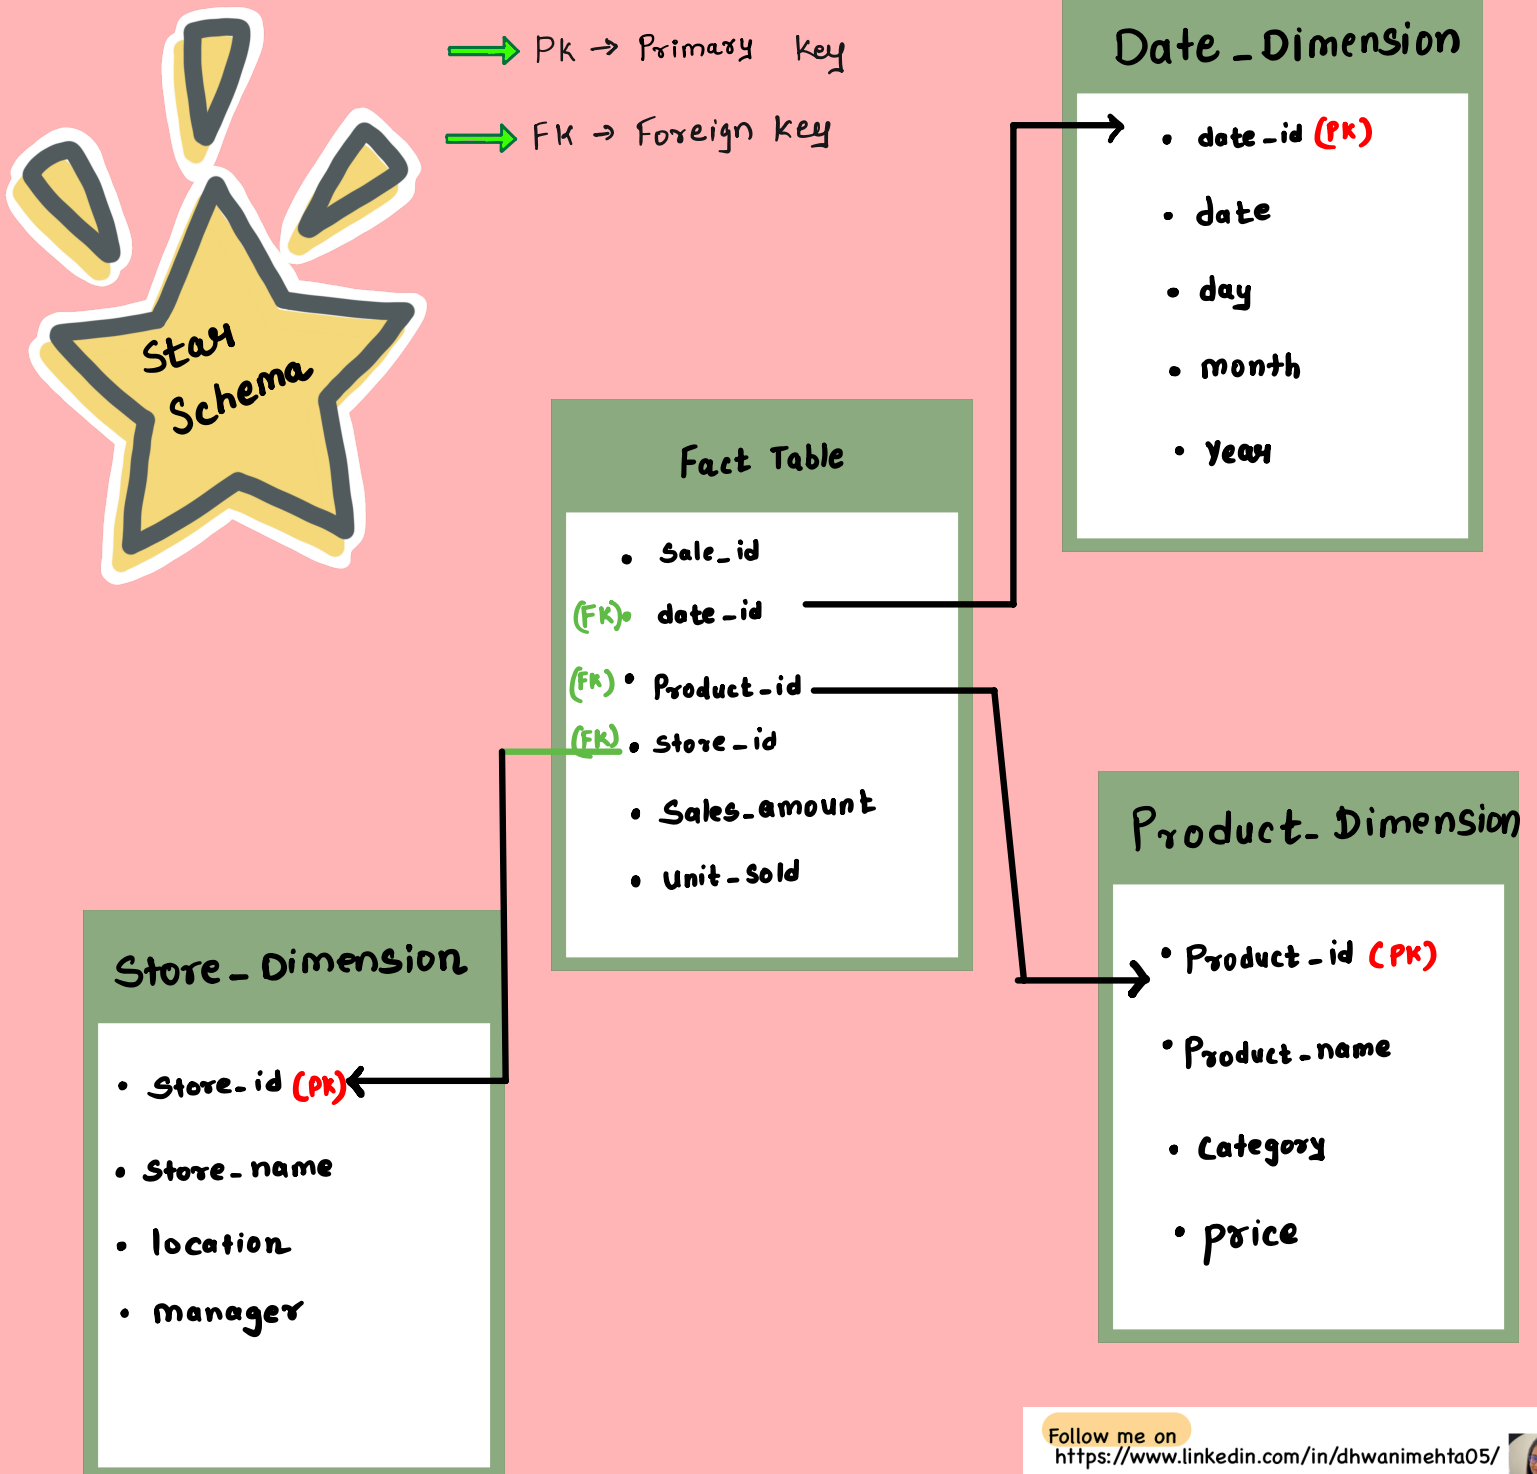 PK → Primary key
FK → Foreign key
Star
Schema
Date_Dimension
• date_id (PK)
• date
• day
• month
• year
Fact Table
• Sale_id
(FK)• date_id
(FK) • Product_id
(FK) • store_id
• Sales_amount
• Unit_sold
Product_Dimension
• Product_id (PK)
• Product_name
• Category
• price
Store_Dimension
• Store_id (PK)
• Store_name
• location
• manager
Follow me on
https://www.linkedin.com/in/dhwanimehta05/